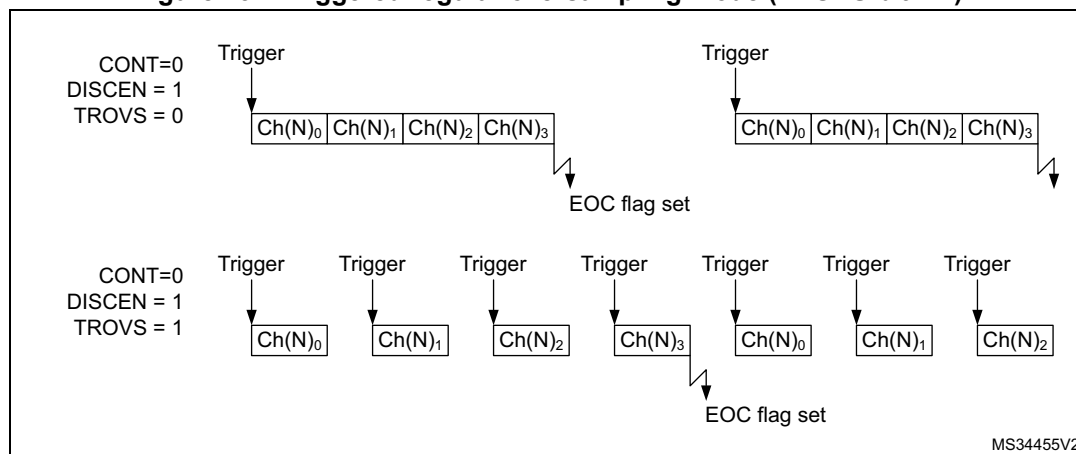 Trigger Trigger
CONT=0
DISCEN = 1
TROVS = 0
Ch(N)₀ Ch(N)₁ Ch(N)₂ Ch(N)₃ Ch(N)₀ Ch(N)₁ Ch(N)₂ Ch(N)₃
EOC flag set
Trigger Trigger Trigger Trigger Trigger Trigger Trigger
CONT=0
DISCEN = 1
TROVS = 1
Ch(N)₀ Ch(N)₁ Ch(N)₂ Ch(N)₃ Ch(N)₀ Ch(N)₁ Ch(N)₂
EOC flag set
MS34455V2